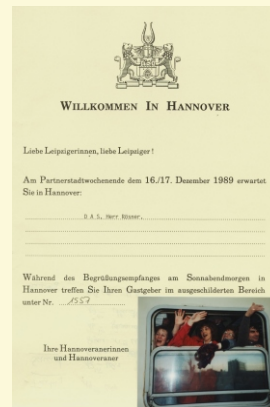 WILLKOMMEN IN HANNOVER
Liebe Leipzigerinnen, liebe Leipziger!
Am Partnerstadtwochenende dem 16./17. Dezember 1989 erwartet
Sie in Hannover:
D A S, Herr
Während des Begrüßungsempfanges am Sonnabendmorgen in
Hannover treffen Sie Ihren Gastgeber im ausgeschilderten Bereich
unter Nr. 1557
Ihre Hannoveranerinnen
und Hannoveraner